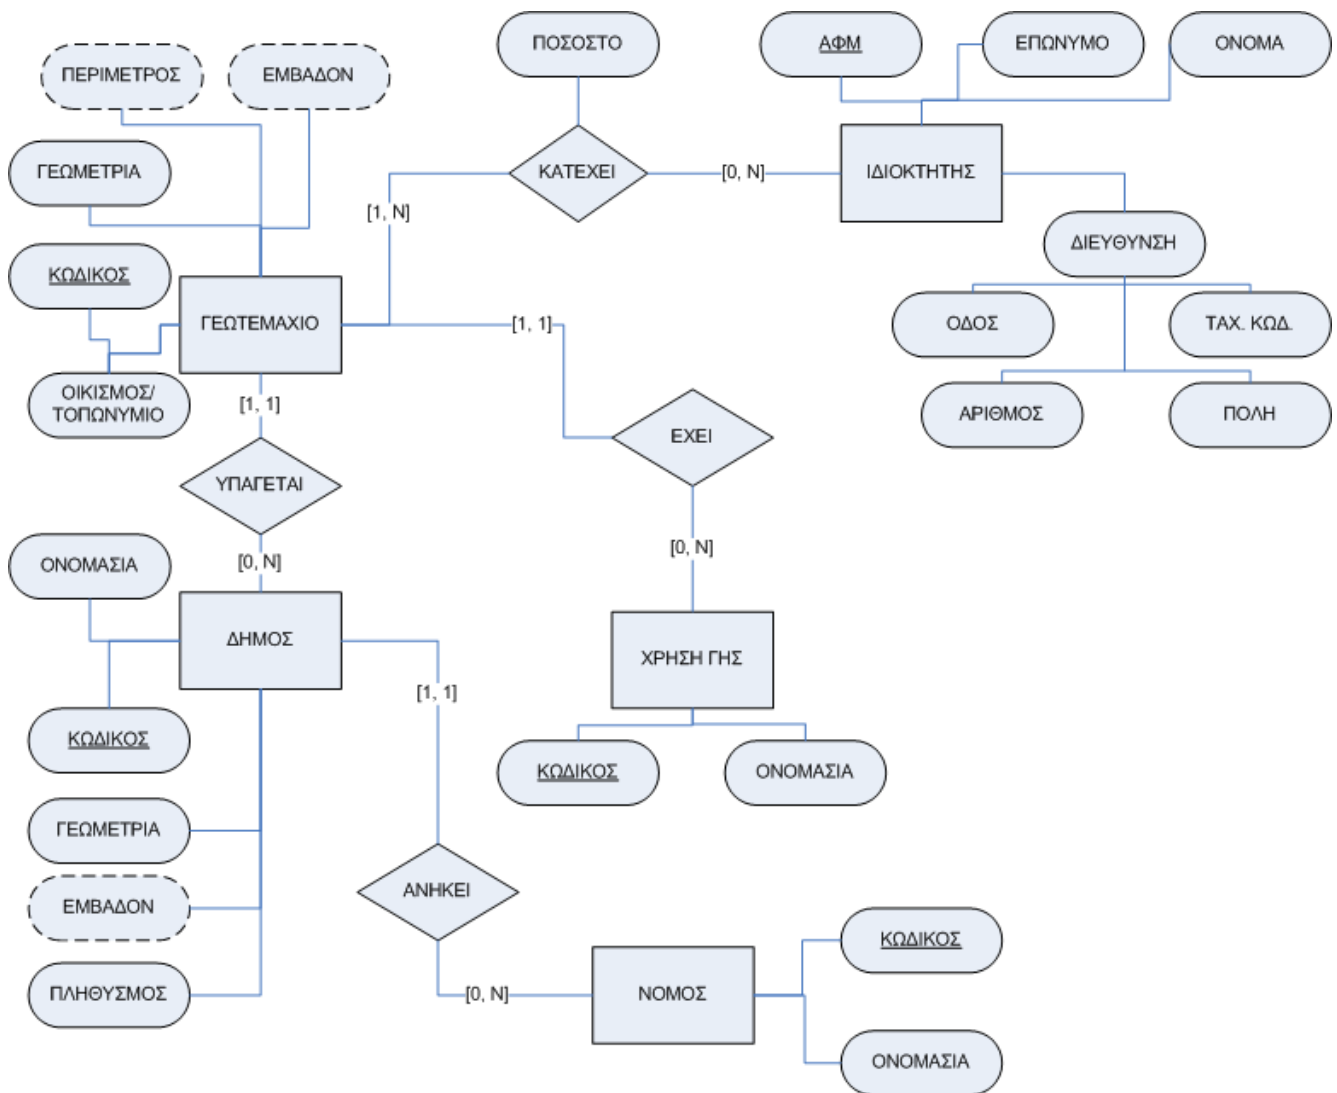 ΠΟΣΟΣΤΟ
ΑΦΜ
ΕΠΩΝΥΜΟ
ΟΝΟΜΑ
ΠΕΡΙΜΕΤΡΟΣ
ΕΜΒΑΔΟΝ
ΓΕΩΜΕΤΡΙΑ
ΚΑΤΕΧΕΙ
[0, N]
ΙΔΙΟΚΤΗΤΗΣ
[1, N]
ΔΙΕΥΘΥΝΣΗ
ΚΩΔΙΚΟΣ
ΓΕΩΤΕΜΑΧΙΟ
[1, 1]
ΟΔΟΣ
ΤΑΧ. ΚΩΔ.
ΟΙΚΙΣΜΟΣ/
ΤΟΠΩΝΥΜΙΟ
[1, 1]
ΑΡΙΘΜΟΣ
ΠΟΛΗ
ΕΧΕΙ
ΥΠΑΓΕΤΑΙ
[0, N]
ΟΝΟΜΑΣΙΑ
[0, N]
ΔΗΜΟΣ
ΧΡΗΣΗ ΓΗΣ
[1, 1]
ΚΩΔΙΚΟΣ
ΚΩΔΙΚΟΣ
ΟΝΟΜΑΣΙΑ
ΓΕΩΜΕΤΡΙΑ
ΑΝΗΚΕΙ
ΕΜΒΑΔΟΝ
ΚΩΔΙΚΟΣ
ΠΛΗΘΥΣΜΟΣ
[0, N]
ΝΟΜΟΣ
ΟΝΟΜΑΣΙΑ